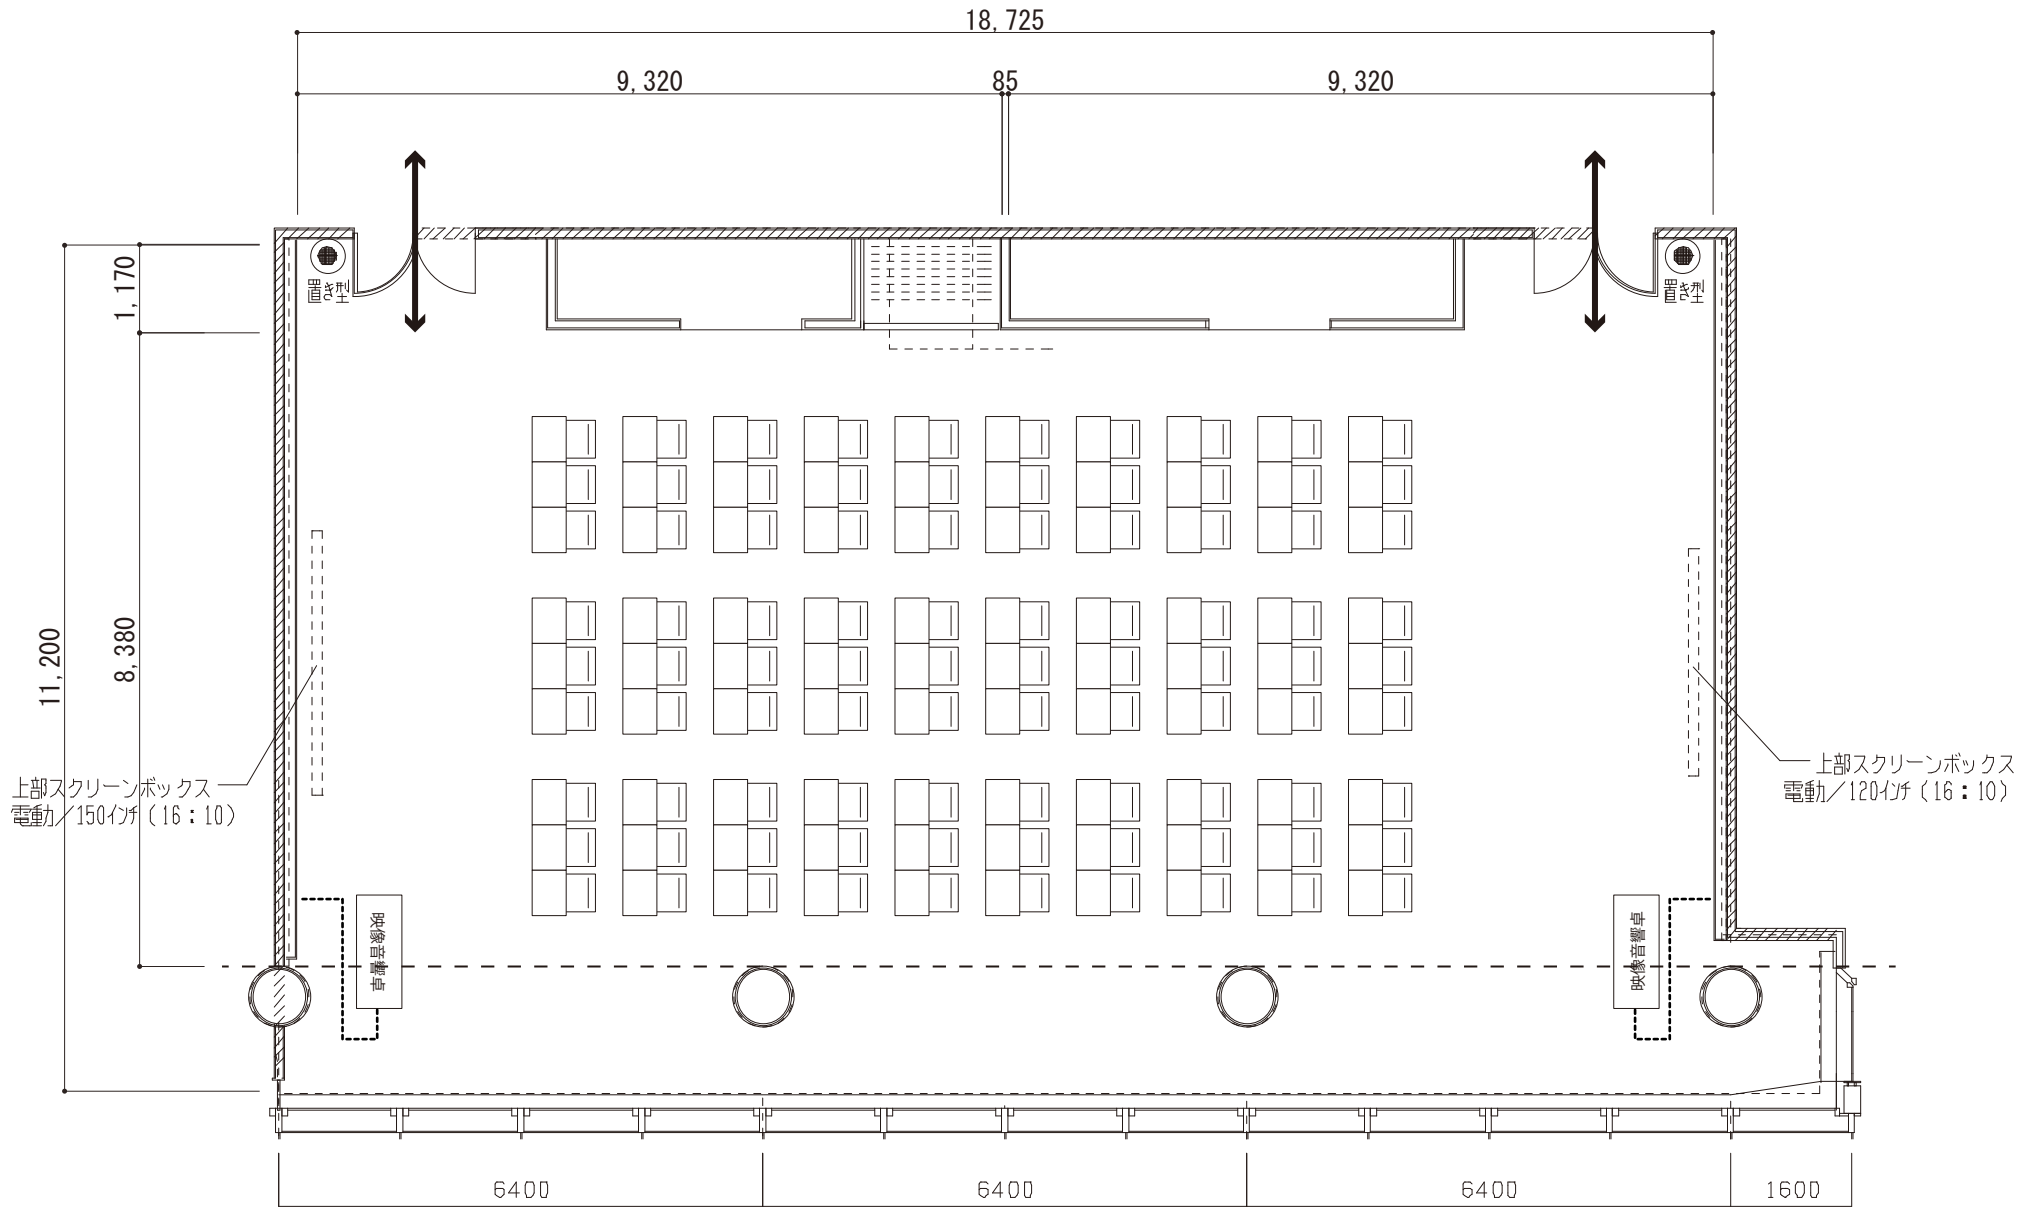 18,725
9,320
85
9,320
1,170
置き型
置き型
8,380
11,200
上部スクリーンボックス
電動／150インチ（16：10）
上部スクリーンボックス
電動／120インチ（16：10）
映像音響卓
映像音響卓
6400
6400
6400
1600